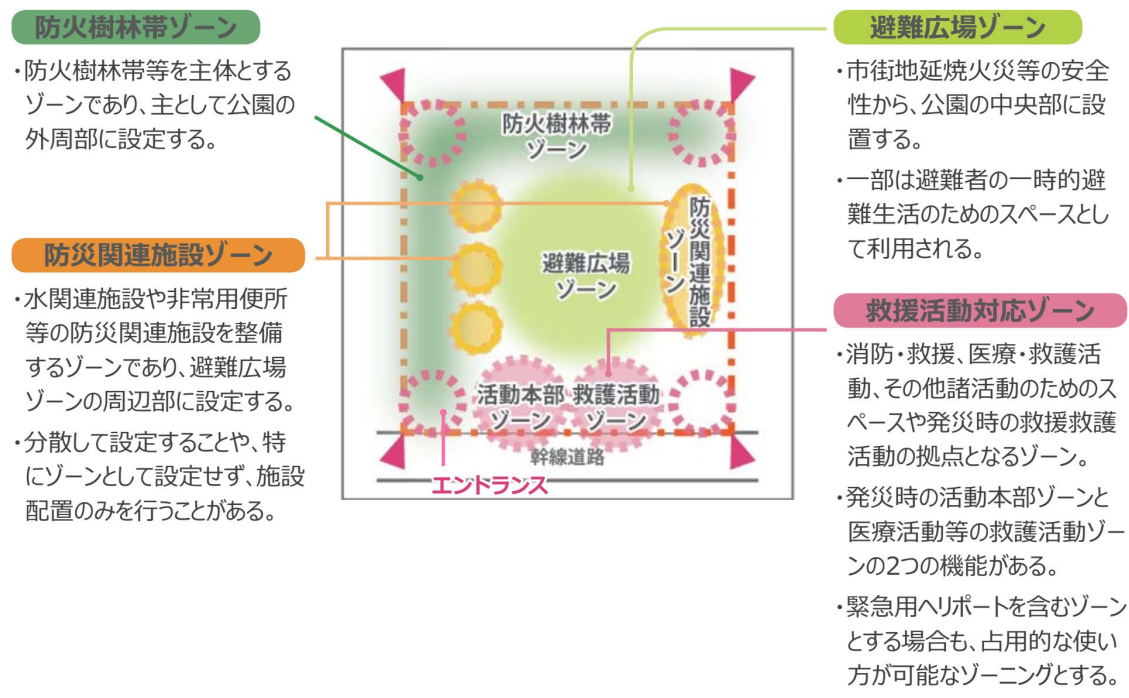 防火樹林帯ゾーン
・防火樹林帯等を主体とする
ゾーンであり、主として公園の
外周部に設定する。
防災関連施設ゾーン
・水関連施設や非常用便所
等の防災関連施設を整備
するゾーンであり、避難広場
ゾーンの周辺部に設定する。
・分散して設定することや、特
にゾーンとして設定せず、施設
配置のみを行うことがある。
防火樹林帯
ゾーン
避難広場
ゾーン
防災関連施設
ゾーン
活動本部
ゾーン
救護活動
ゾーン
幹線道路
エントランス
避難広場ゾーン
・市街地延焼火災等の安全
性から、公園の中央部に設
置する。
・一部は避難者の一時的避
難生活のためのスペースとし
て利用される。
救援活動対応ゾーン
・消防・救援、医療・救護活
動、その他諸活動のためのス
ペースや発災時の救援救護
活動の拠点となるゾーン。
・発災時の活動本部ゾーンと
医療活動等の救護活動ゾー
ンの2つの機能がある。
・緊急用ヘリポートを含むゾーン
とする場合も、占用的な使い
方が可能なゾーニングとする。